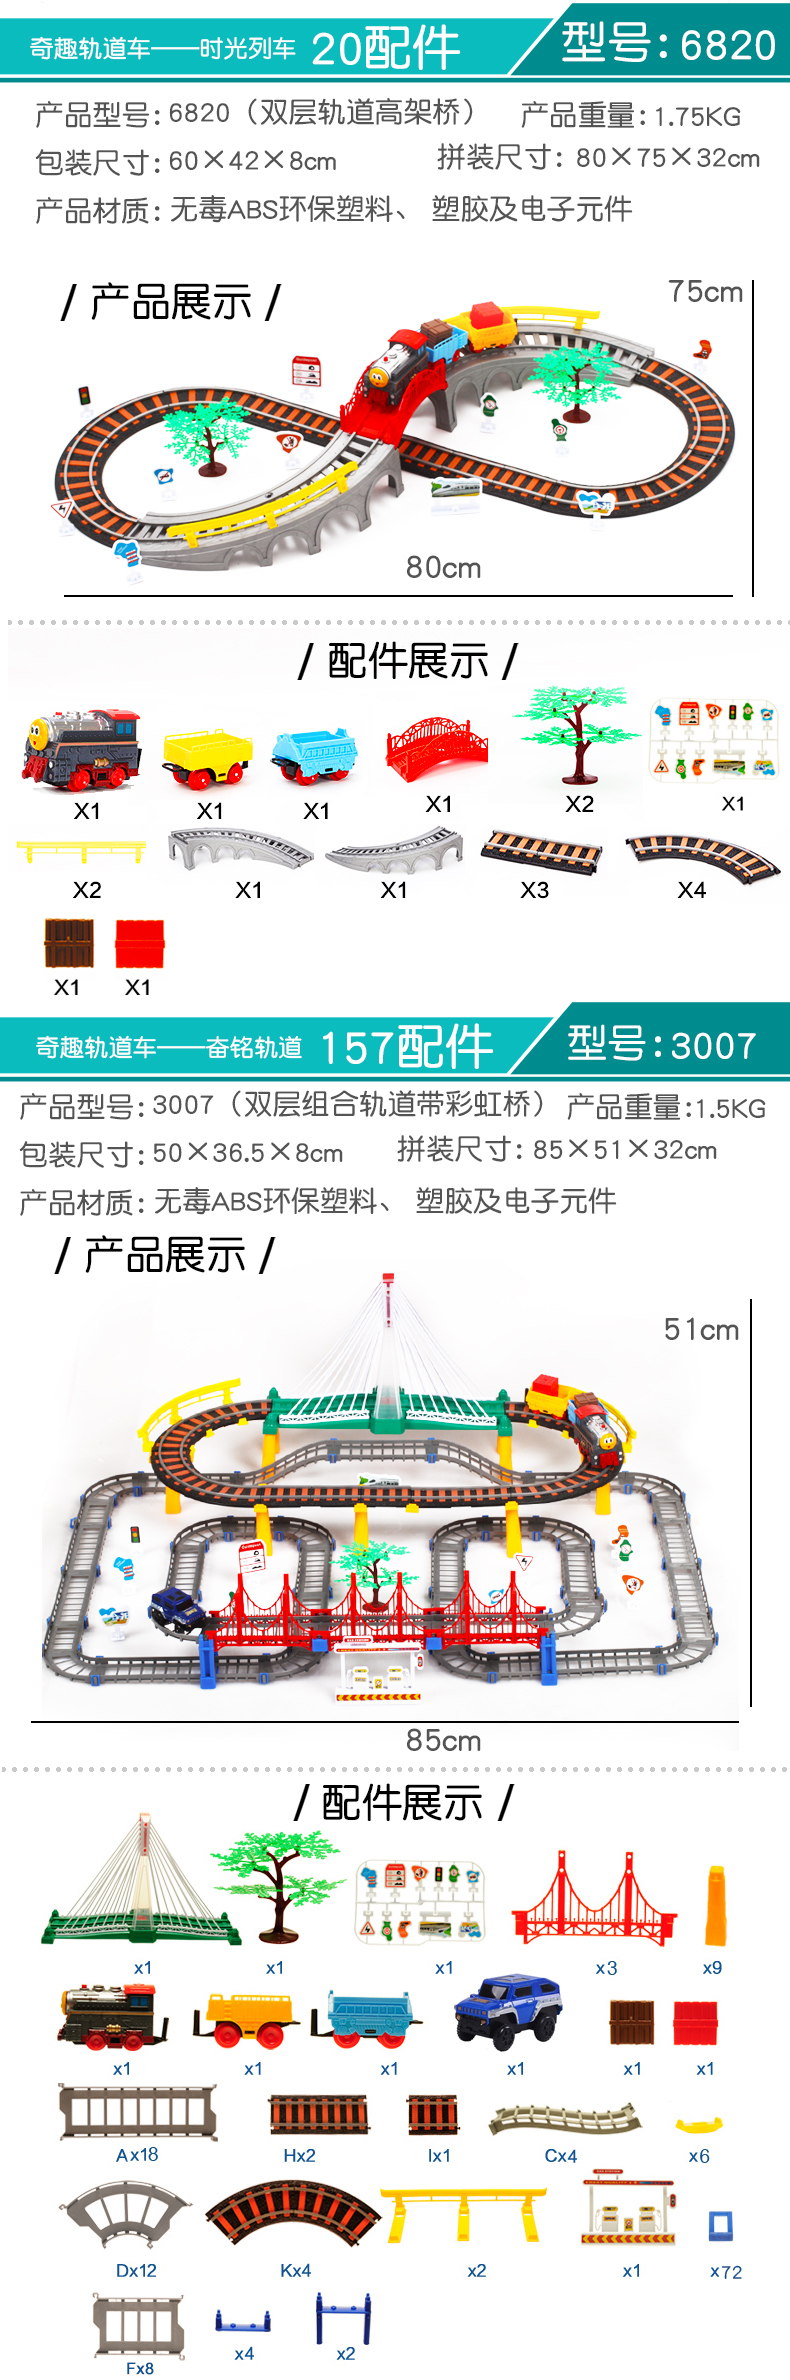 奇趣轨道车——时光列车 20配件 型号:6820
产品型号:6820（双层轨道高架桥） 产品重量:1.75KG
包装尺寸:60×42×8cm 拼装尺寸: 80×75×32cm
产品材质: 无毒ABS环保塑料、 塑胶及电子元件
/ 产品展示 /
75cm
80cm
/ 配件展示 /
X1 X1 X1 X1 X2 X1
X2 X1 X1 X3 X4
X1 X1
奇趣轨道车——奋铭轨道 157配件 型号:3007
产品型号:3007（双层组合轨道带彩虹桥） 产品重量:1.5KG
包装尺寸:50×36.5×8cm 拼装尺寸: 85×51×32cm
产品材质: 无毒ABS环保塑料、 塑胶及电子元件
/ 产品展示 /
51cm
85cm
/ 配件展示 /
x1 x1 x1 x3 x9
x1 x1 x1 x1 x1 x1
Ax18 Hx2 Ix1 Cx4 x6
Dx12 Kx4 x2 x1 x72
Fx8 x4 x2